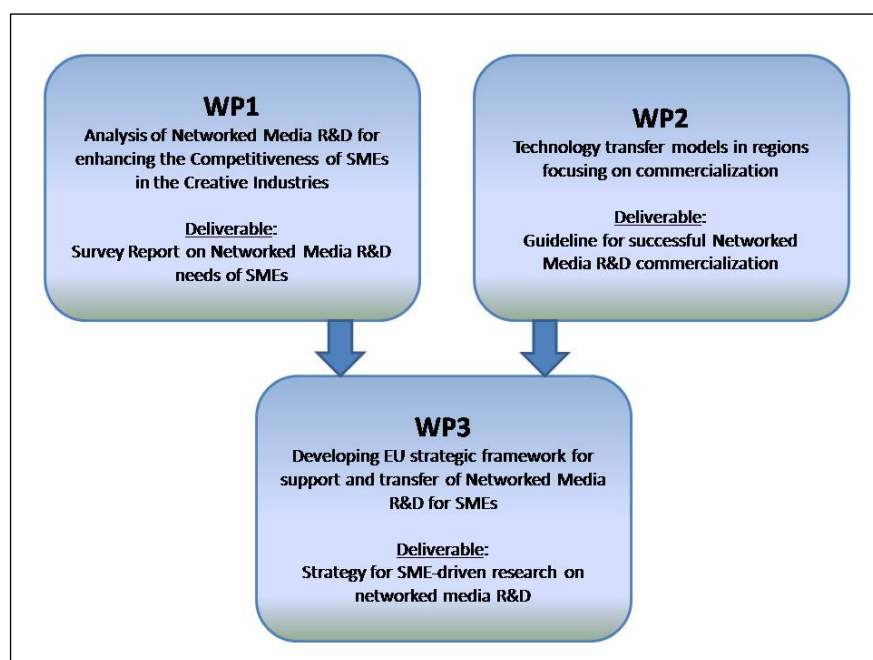 WP1
Analysis of Networked Media R&D for
enhancing the Competitiveness of SMEs
in the Creative Industries
Deliverable:
Survey Report on Networked Media R&D
needs of SMEs
WP2
Technology transfer models in regions
focusing on commercialization
Deliverable:
Guideline for successful Networked
Media R&D commercialization
WP3
Developing EU strategic framework for
support and transfer of Networked Media
R&D for SMEs
Deliverable:
Strategy for SME-driven research on
networked media R&D